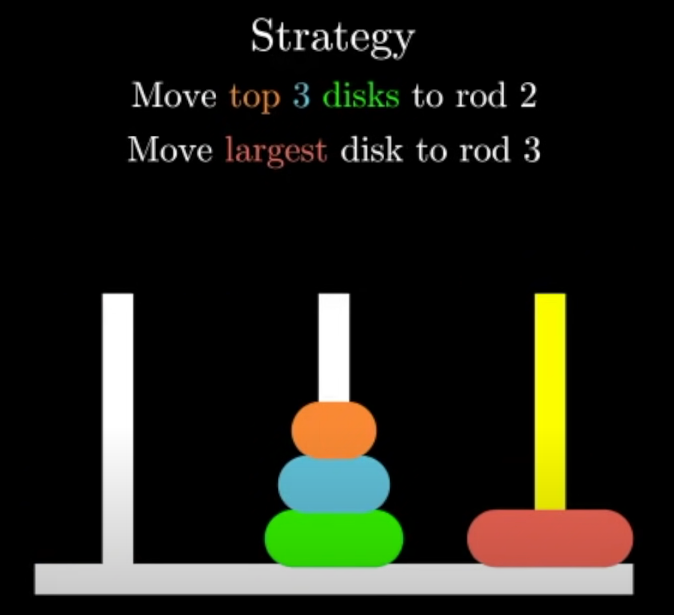 Strategy
Move top 3 disks to rod 2
Move largest disk to rod 3